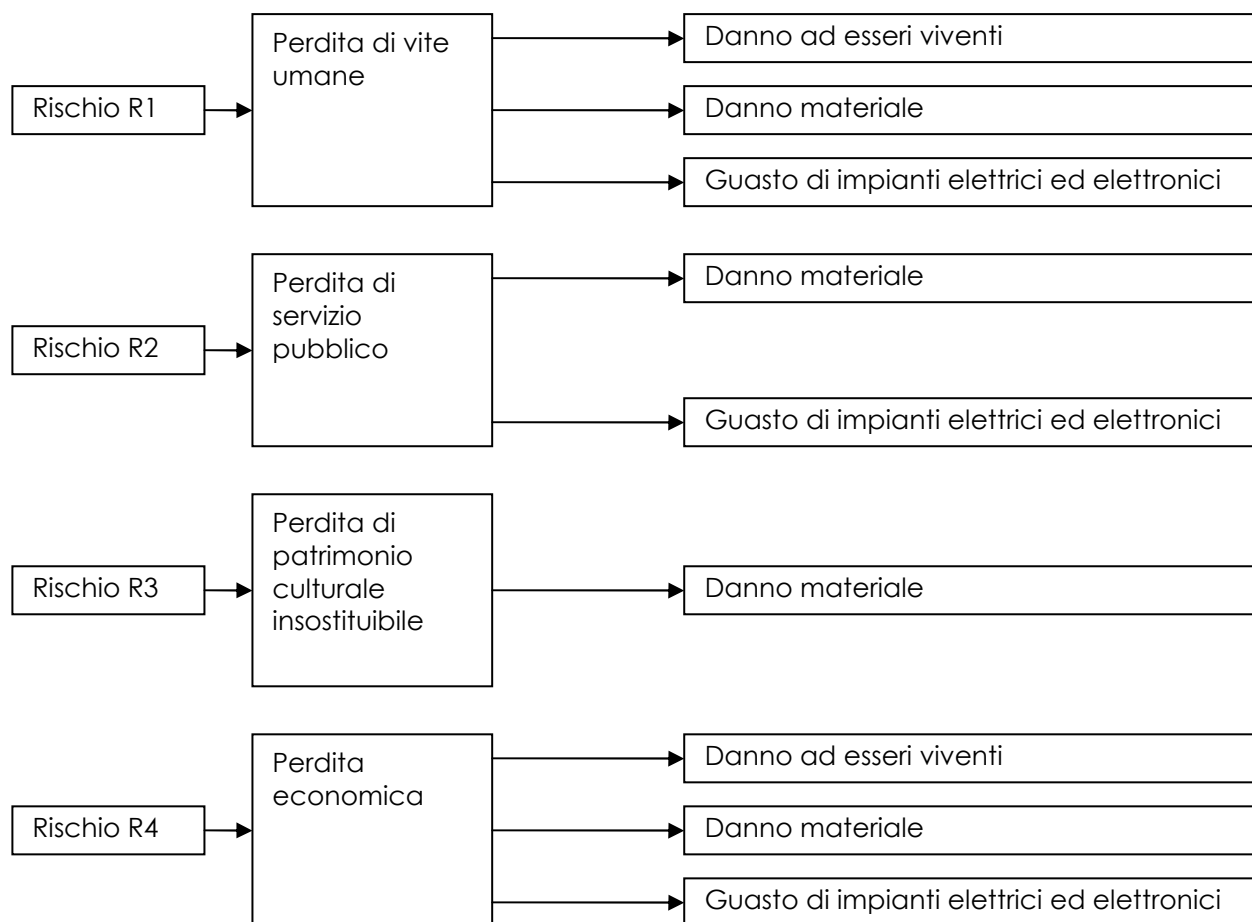 Rischio R1
Perdita di vite
umane
Danno ad esseri viventi
Danno materiale
Guasto di impianti elettrici ed elettronici
Rischio R2
Perdita di
servizio
pubblico
Danno materiale
Guasto di impianti elettrici ed elettronici
Rischio R3
Perdita di
patrimonio
culturale
insostituibile
Danno materiale
Rischio R4
Perdita
economica
Danno ad esseri viventi
Danno materiale
Guasto di impianti elettrici ed elettronici